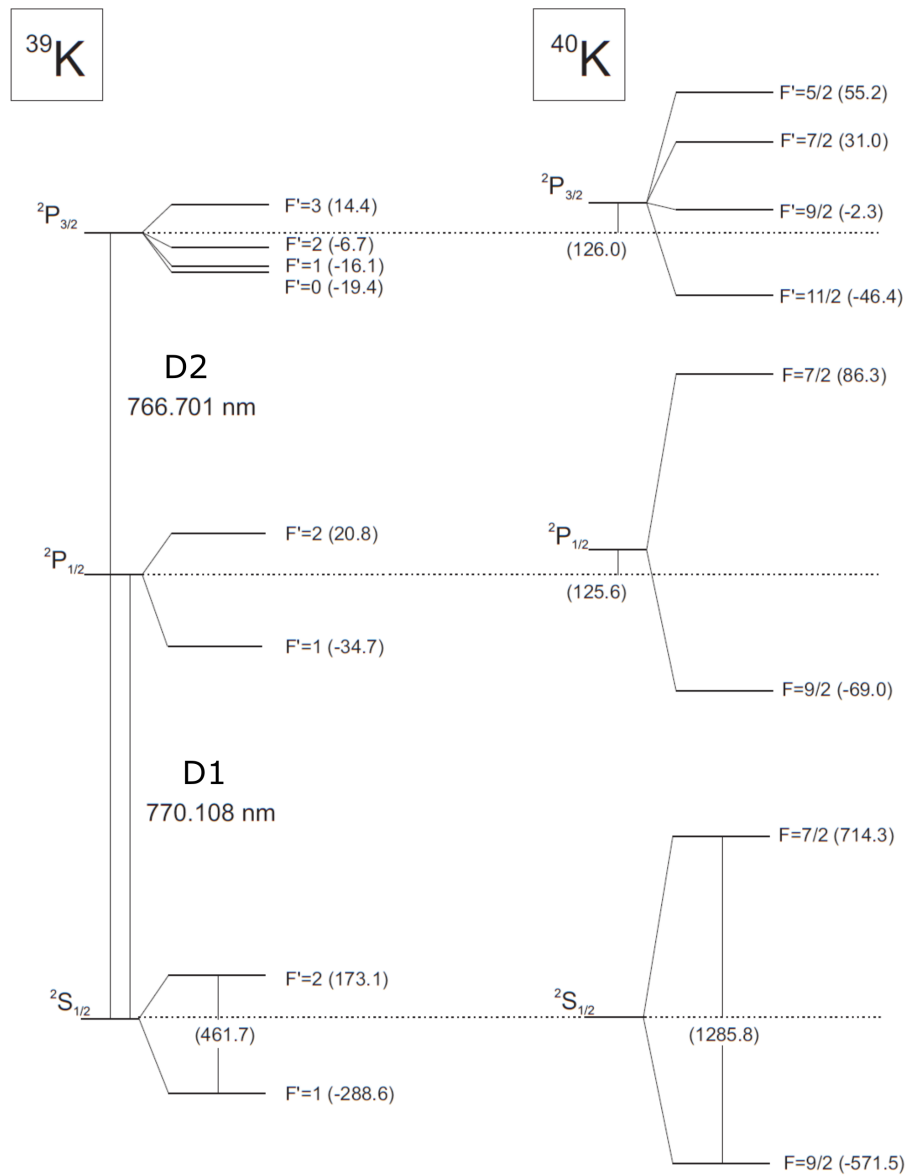 ³⁹K
⁴⁰K
²P₃/₂
F'=3 (14.4)
F'=2 (-6.7)
F'=1 (-16.1)
F'=0 (-19.4)
D2
766.701 nm
²P₁/₂
F'=2 (20.8)
F'=1 (-34.7)
D1
770.108 nm
²S₁/₂
F'=2 (173.1)
(461.7)
F'=1 (-288.6)
²P₃/₂
(126.0)
F'=5/2 (55.2)
F'=7/2 (31.0)
F'=9/2 (-2.3)
F'=11/2 (-46.4)
²P₁/₂
(125.6)
F=7/2 (86.3)
F=9/2 (-69.0)
²S₁/₂
F=7/2 (714.3)
(1285.8)
F=9/2 (-571.5)